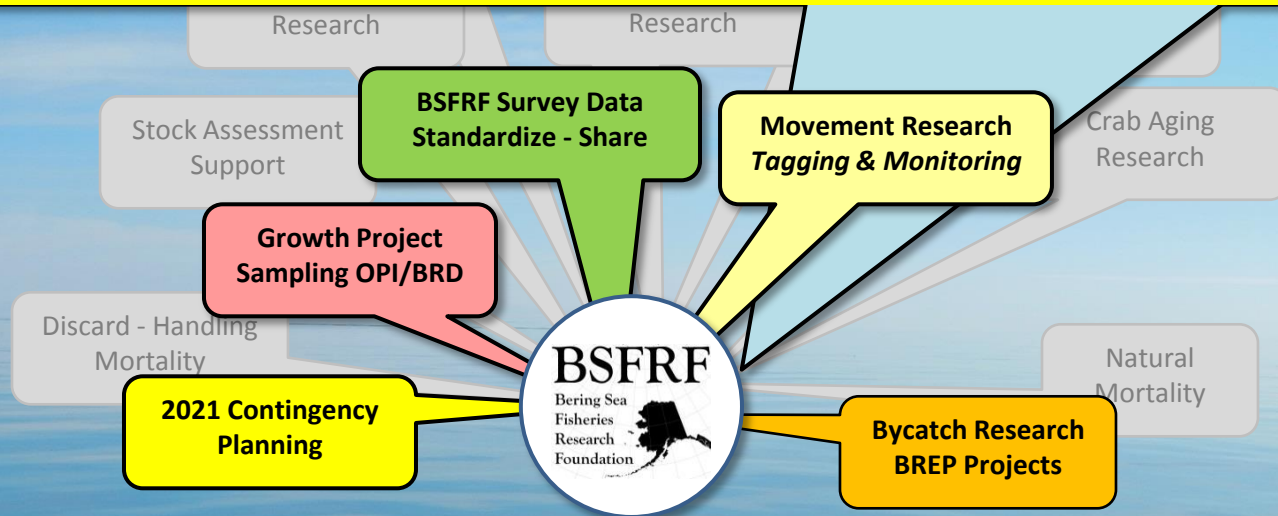 Research
Research
BSFRF Survey Data
Standardize - Share
Movement Research
Tagging & Monitoring
Stock Assessment
Support
Crab Aging
Research
Growth Project
Sampling OPI/BRD
Discard - Handling
Mortality
BSFRF
Bering Sea
Fisheries
Research
Foundation
Natural
Mortality
2021 Contingency
Planning
Bycatch Research
BREP Projects